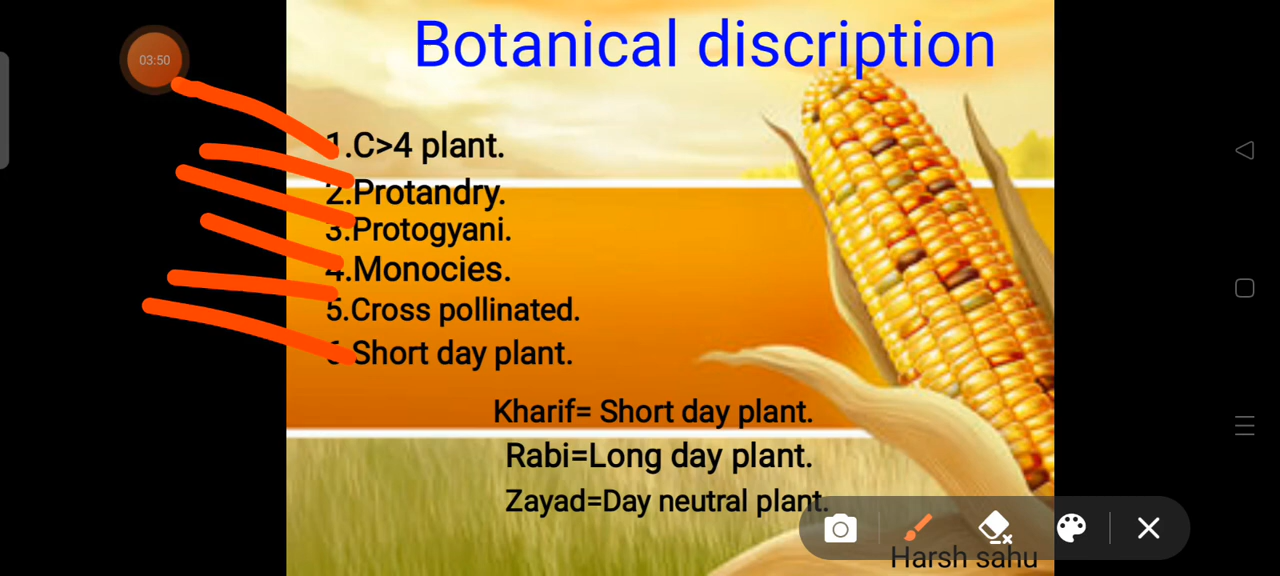 03:50
Botanical discription
1.C>4 plant.
2.Protandry.
3.Protogyani.
4.Monocies.
5.Cross pollinated.
6.Short day plant.
Kharif= Short day plant.
Rabi=Long day plant.
Zayad=Day neutral plant.
Harsh sahu